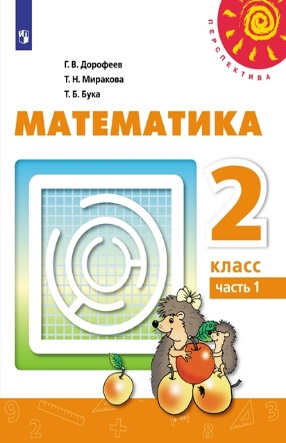 ПЕРСПЕКТИВА
Г. В. Дорофеев
Т. Н. Миракова
Т. Б. Бука
МАТЕМАТИКА
2
класс
часть 1